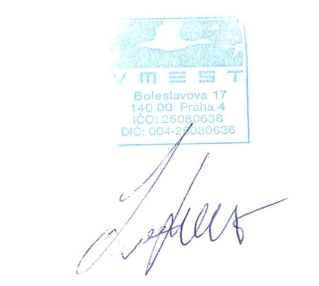 VMEST
Boleslavova 17
140 00 Praha 4
IČO: 25080636
DIČ: 004-25080636